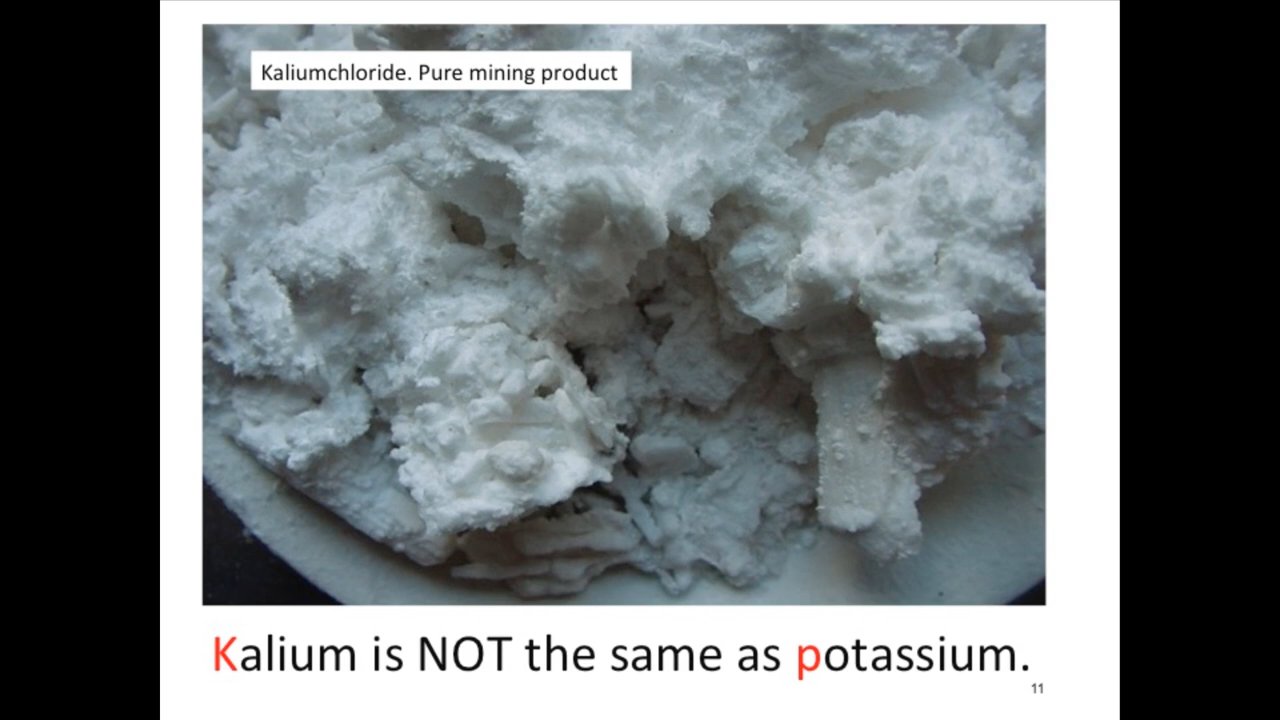 Kaliumchloride. Pure mining product
Kalium is NOT the same as potassium.
11